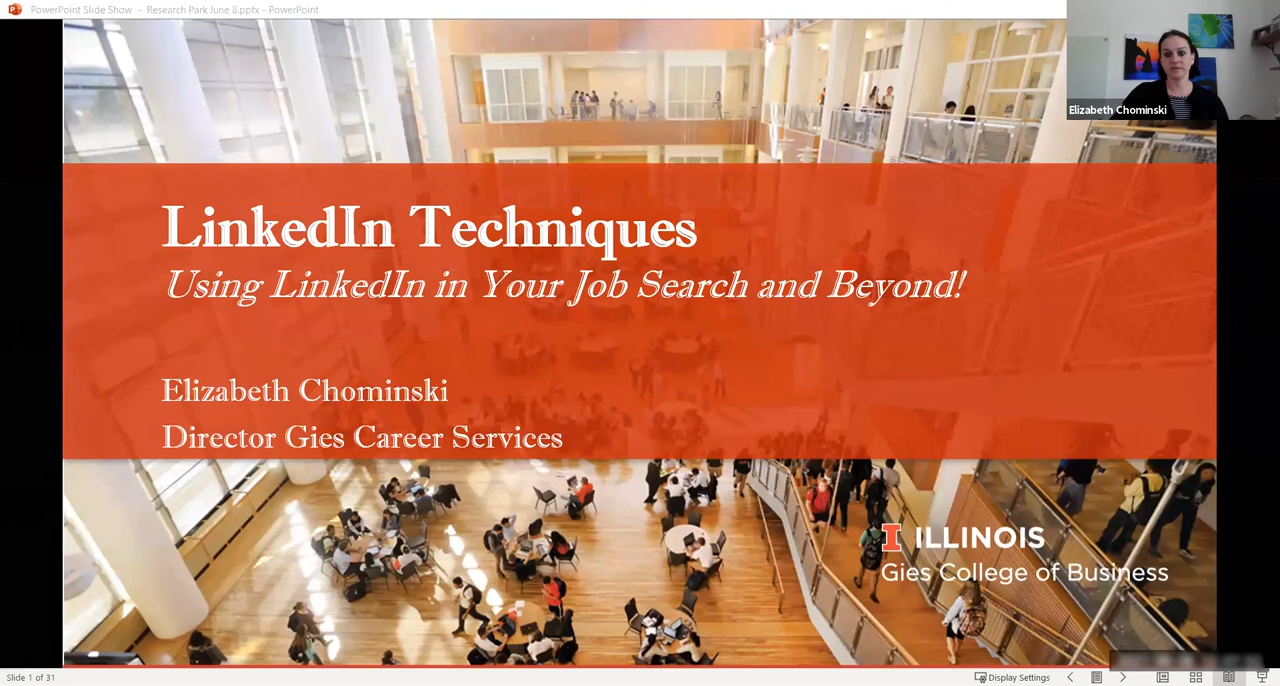 PowerPoint Slide Show - Research Park June 8.pptx - PowerPoint
Elizabeth Chominski
LinkedIn Techniques
Using LinkedIn in Your Job Search and Beyond!
Elizabeth Chominski
Director Gies Career Services
I ILLINOIS
Gies College of Business
Slide 1 of 31
Display Settings